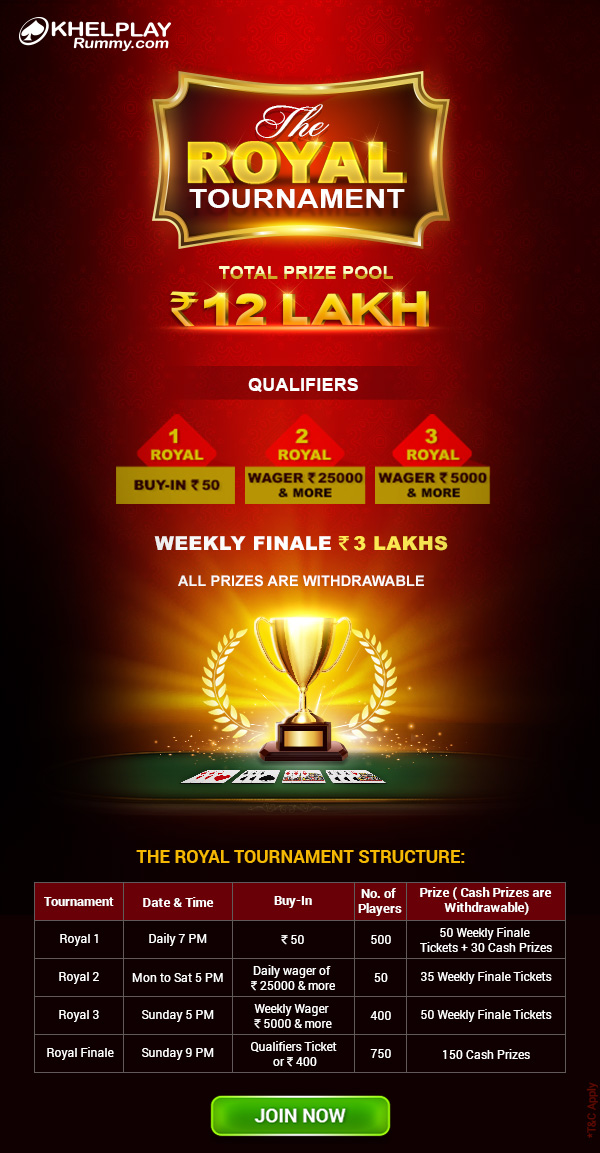 KHELPLAY
Rummy.com
The
ROYAL
TOURNAMENT
TOTAL PRIZE POOL
₹12 LAKH
QUALIFIERS
1
ROYAL
BUY-IN ₹ 50
2
ROYAL
WAGER ₹ 25000
& MORE
3
ROYAL
WAGER ₹ 5000
& MORE
WEEKLY FINALE ₹ 3 LAKHS
ALL PRIZES ARE WITHDRAWABLE
THE ROYAL TOURNAMENT STRUCTURE:
Tournament Date & Time Buy-In No. of Players Prize ( Cash Prizes are Withdrawable)
Royal 1 Daily 7 PM ₹ 50 500 50 Weekly Finale Tickets + 30 Cash Prizes
Royal 2 Mon to Sat 5 PM Daily wager of ₹ 25000 & more 50 35 Weekly Finale Tickets
Royal 3 Sunday 5 PM Weekly Wager ₹ 5000 & more 400 50 Weekly Finale Tickets
Royal Finale Sunday 9 PM Qualifiers Ticket or ₹ 400 750 150 Cash Prizes
JOIN NOW
*T&C Apply